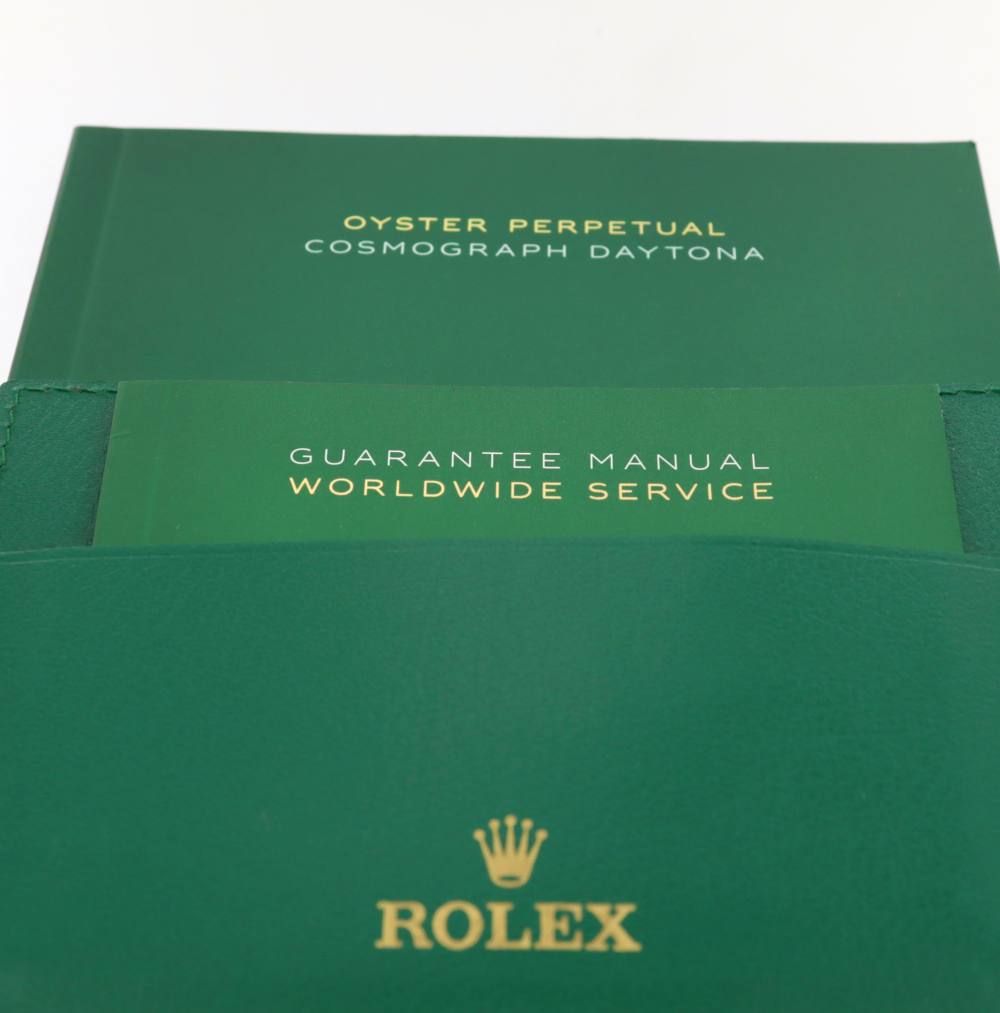 OYSTER PERPETUAL
COSMOGRAPH DAYTONA
GUARANTEE MANUAL
WORLDWIDE SERVICE
ROLEX